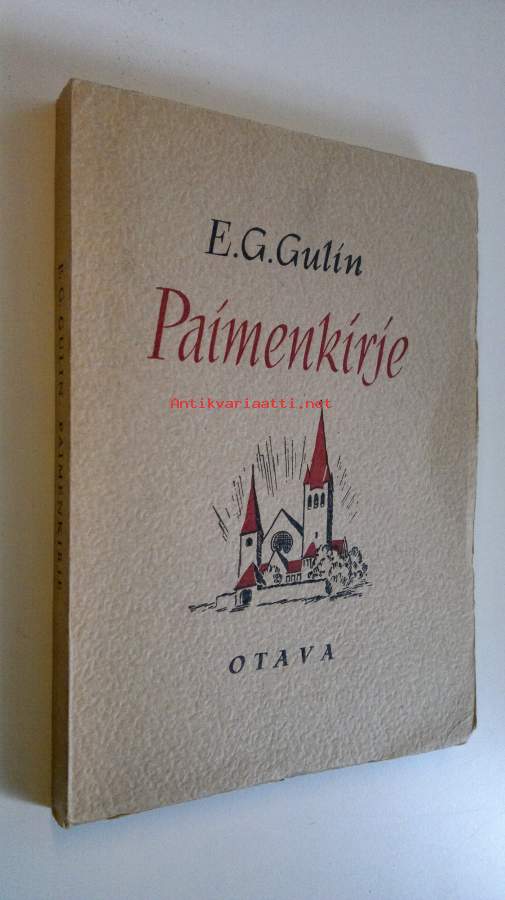 E. G. GULIN PAIMENKIRJE
E.G.Gulin
Paimenkirje
Antikvariaatti.net
OTAVA